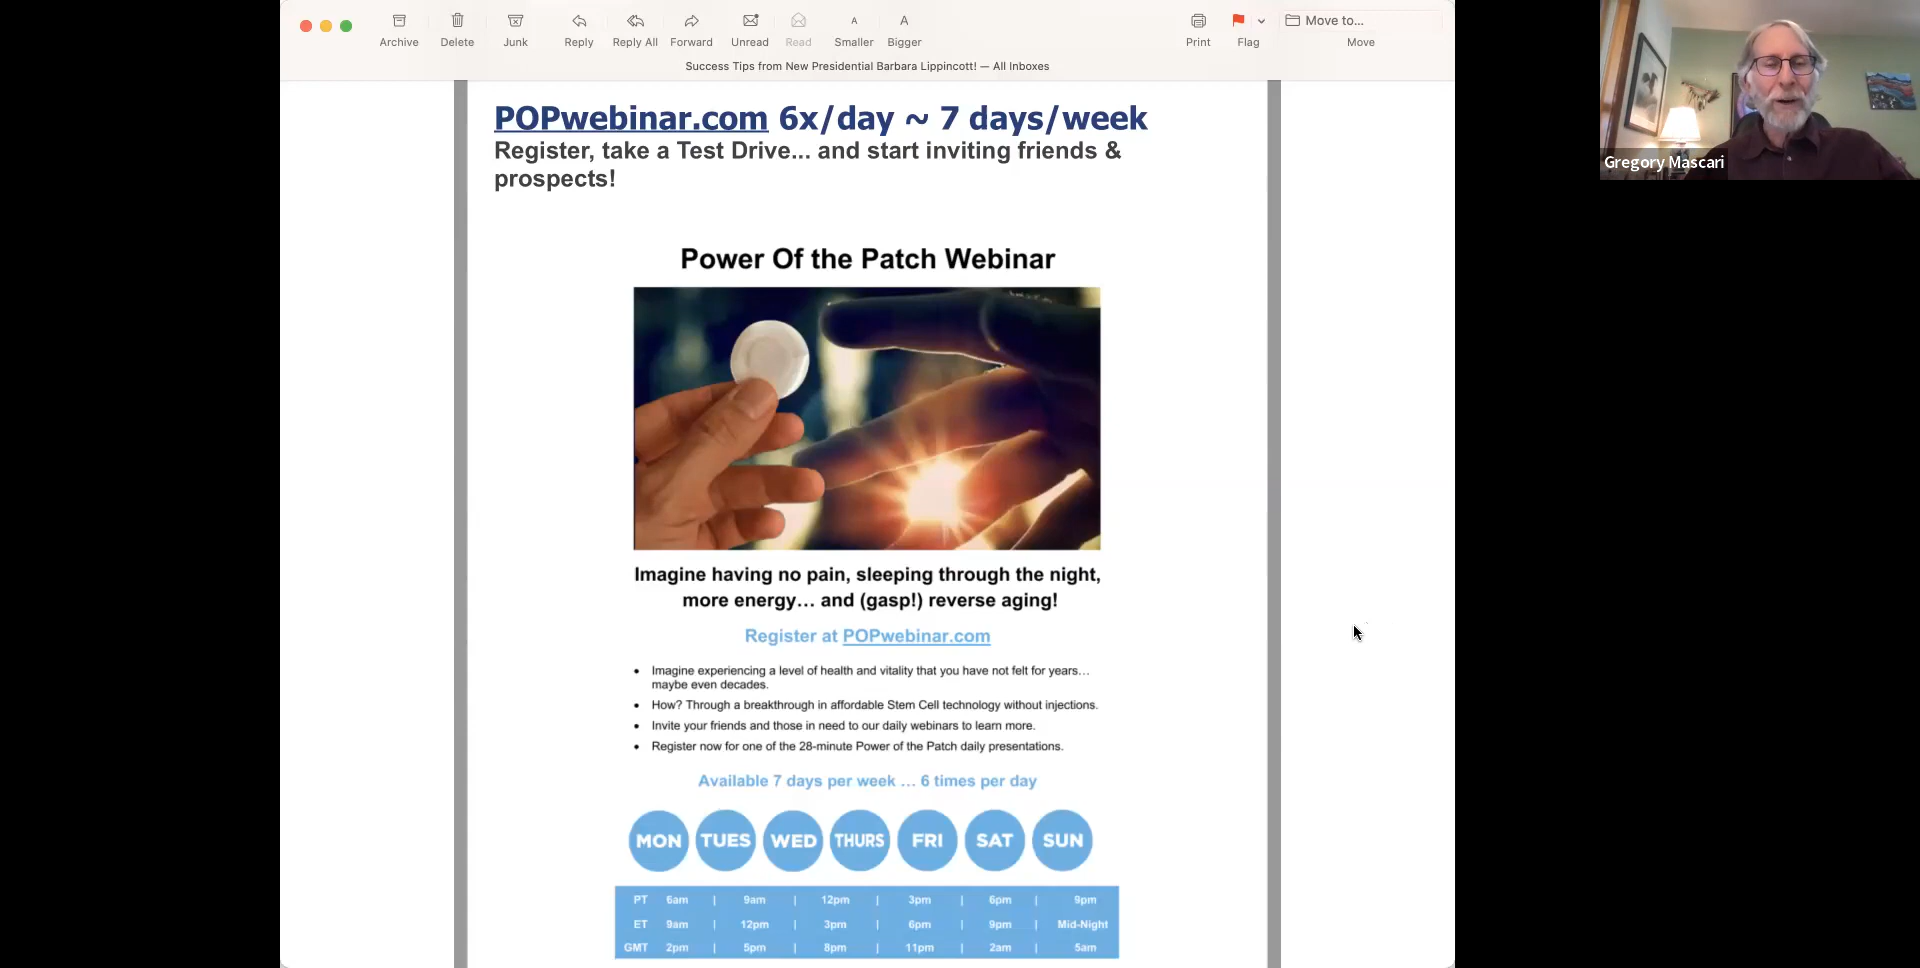 Archive
Delete
Junk
Reply
Reply All
Forward
Unread
Read
A
Smaller
A
Bigger
Print
Flag
Move to...
Move
Success Tips from New Presidential Barbara Lippincott! — All Inboxes
POPwebinar.com 6x/day ~ 7 days/week
Register, take a Test Drive... and start inviting friends &
prospects!
Power Of the Patch Webinar
Imagine having no pain, sleeping through the night,
more energy… and (gasp!) reverse aging!
Register at POPwebinar.com
• Imagine experiencing a level of health and vitality that you have not felt for years…
maybe even decades.
• How? Through a breakthrough in affordable Stem Cell technology without injections.
• Invite your friends and those in need to our daily webinars to learn more.
• Register now for one of the 28-minute Power of the Patch daily presentations.
Available 7 days per week … 6 times per day
MON TUES WED THURS FRI SAT SUN
PT 6am | 9am | 12pm | 3pm | 6pm | 9pm
ET 9am | 12pm | 3pm | 6pm | 9pm | Mid-Night
GMT 2pm | 5pm | 8pm | 11pm | 2am | 5am
Gregory Mascari